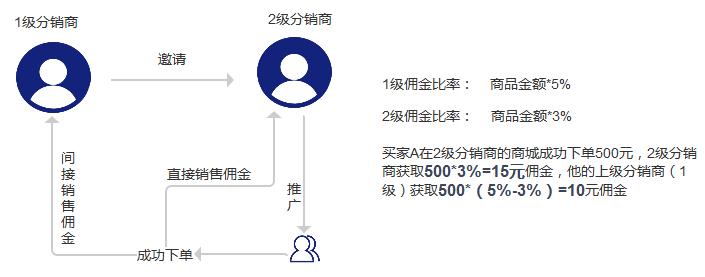 1级分销商
2级分销商
邀请
间接销售佣金
直接销售佣金
推广
成功下单
1级佣金比率： 商品金额*5%
2级佣金比率： 商品金额*3%
买家A在2级分销商的商城成功下单500元，2级分销
商获取500*3%=15元佣金，他的上级分销商（1
级）获取500*（5%-3%）=10元佣金